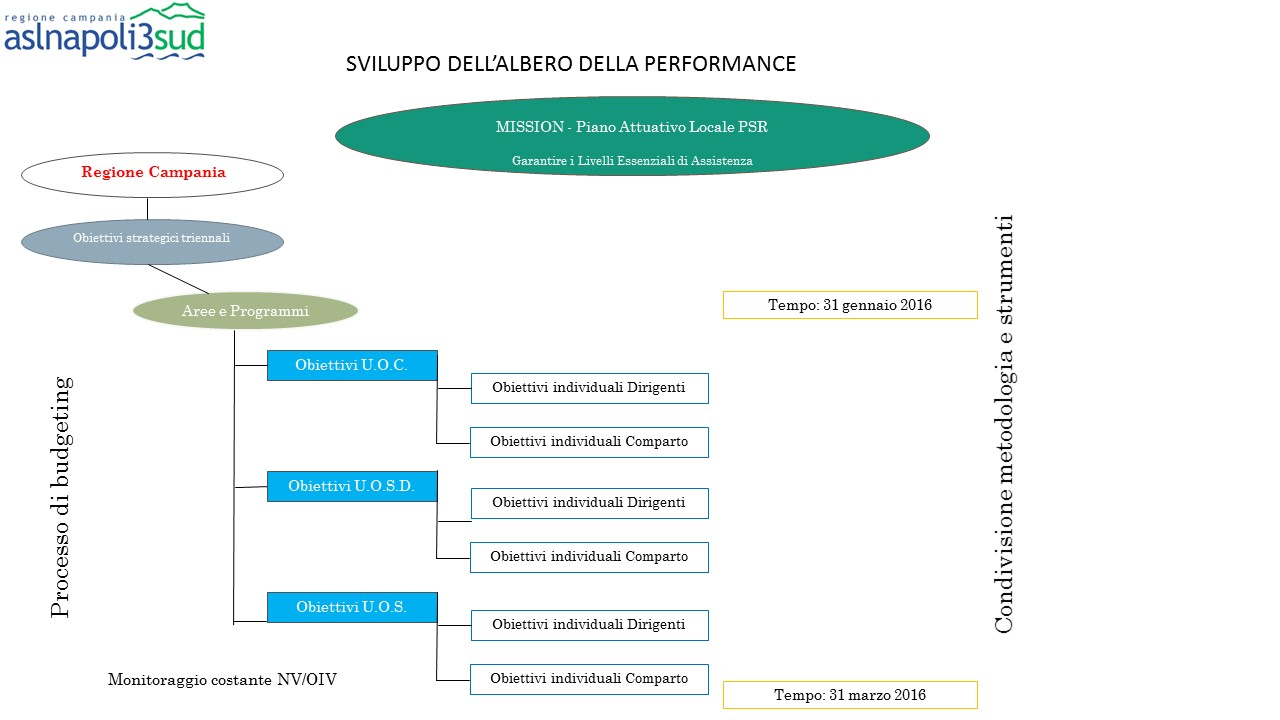 regione campania
aslnapoli3sud
SVILUPPO DELL'ALBERO DELLA PERFORMANCE
MISSION - Piano Attuativo Locale PSR
Garantire i Livelli Essenziali di Assistenza
Regione Campania
Obiettivi strategici triennali
Aree e Programmi
Tempo: 31 gennaio 2016
Obiettivi U.O.C.
Obiettivi individuali Dirigenti
Obiettivi individuali Comparto
Obiettivi U.O.S.D.
Obiettivi individuali Dirigenti
Obiettivi individuali Comparto
Obiettivi U.O.S.
Obiettivi individuali Dirigenti
Obiettivi individuali Comparto
Processo di budgeting
Condivisione metodologia e strumenti
Monitoraggio costante NV/OIV
Tempo: 31 marzo 2016